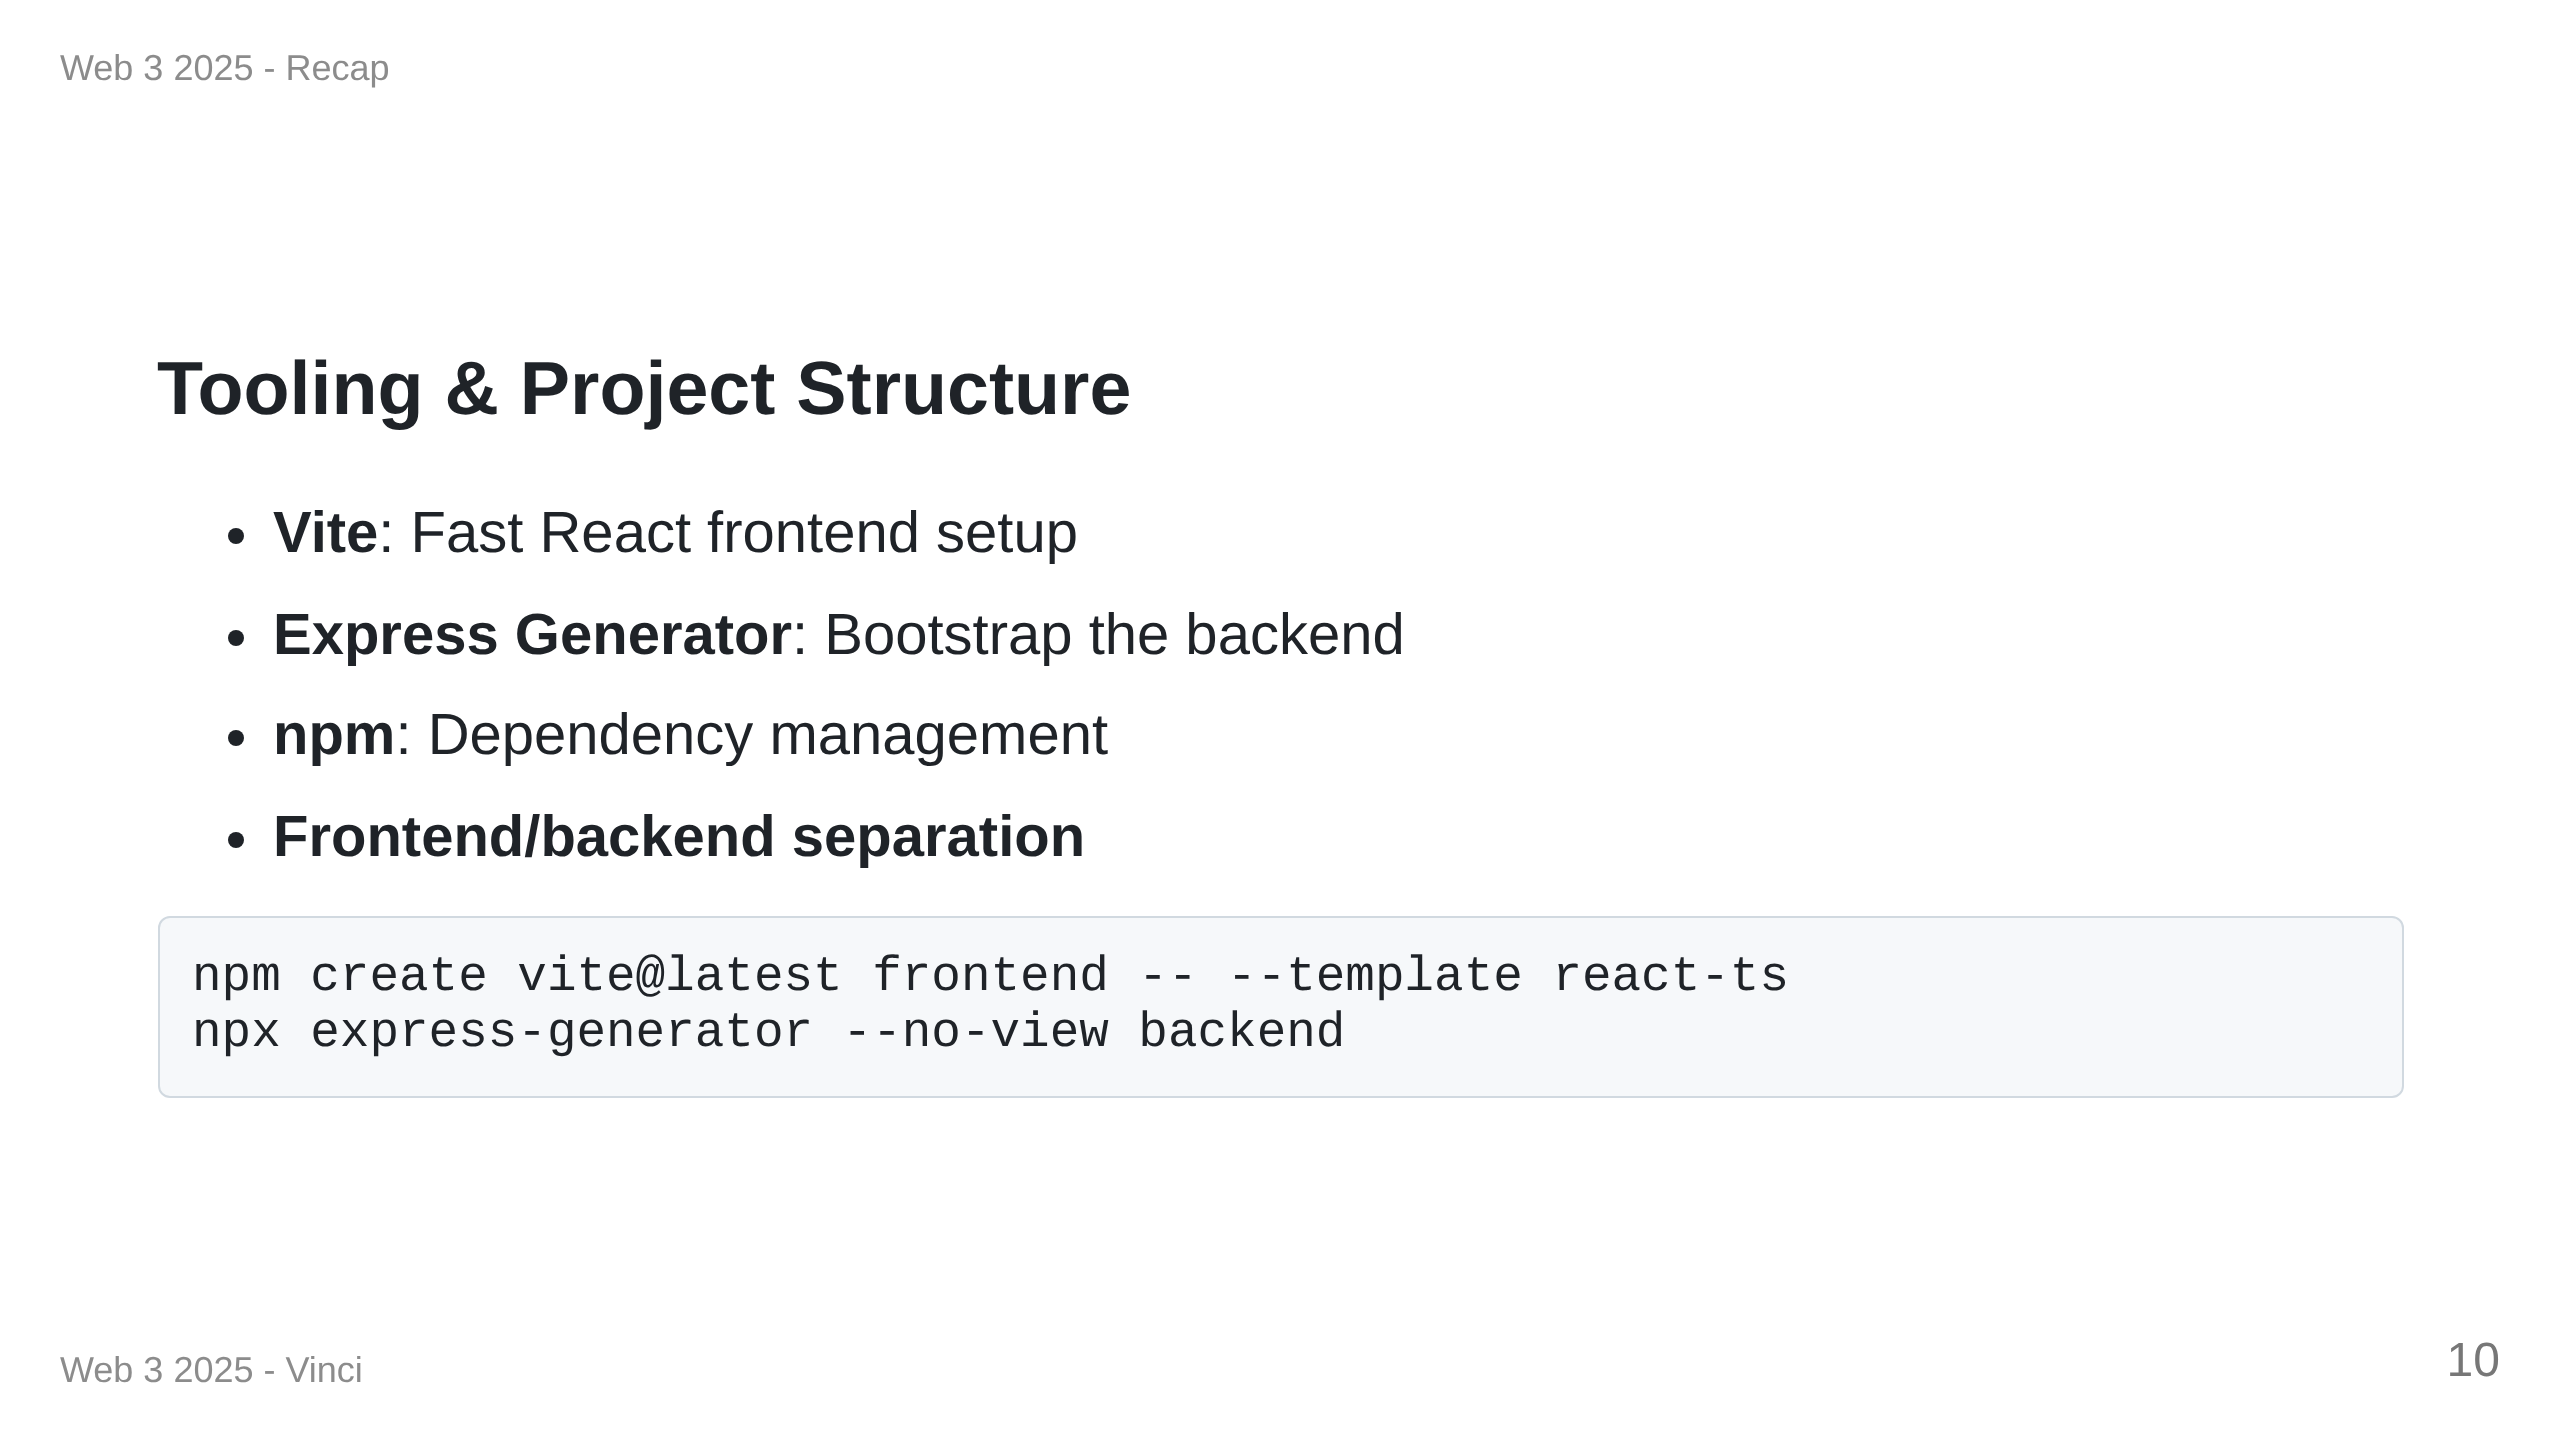 Web 3 2025 - Recap
Tooling & Project Structure
• Vite: Fast React frontend setup
• Express Generator: Bootstrap the backend
• npm: Dependency management
• Frontend/backend separation
npm create vite@latest frontend -- --template react-ts
npx express-generator --no-view backend
Web 3 2025 - Vinci
10